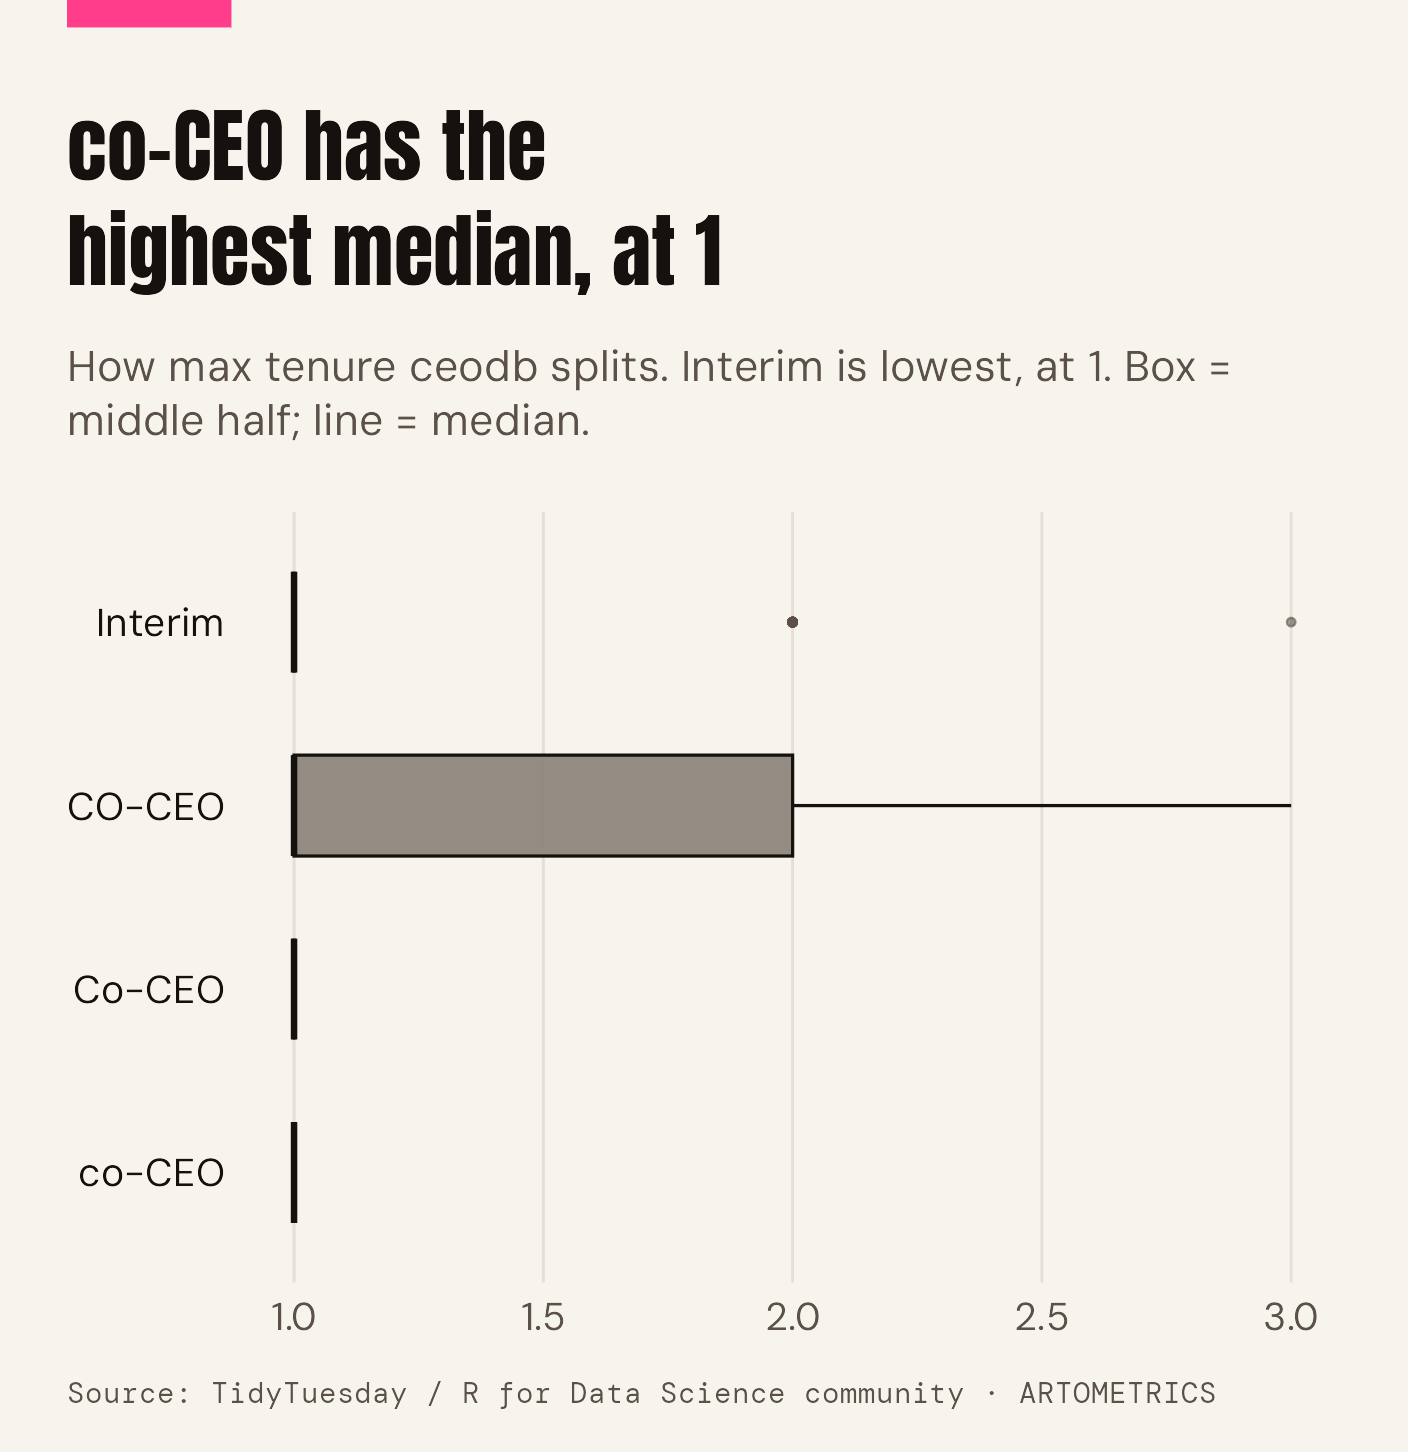 co-CEO has the
highest median, at 1
How max tenure ceodb splits. Interim is lowest, at 1. Box =
middle half; line = median.
Interim
CO-CEO
Co-CEO
co-CEO
1.0 1.5 2.0 2.5 3.0
Source: TidyTuesday / R for Data Science community · ARTOMETRICS